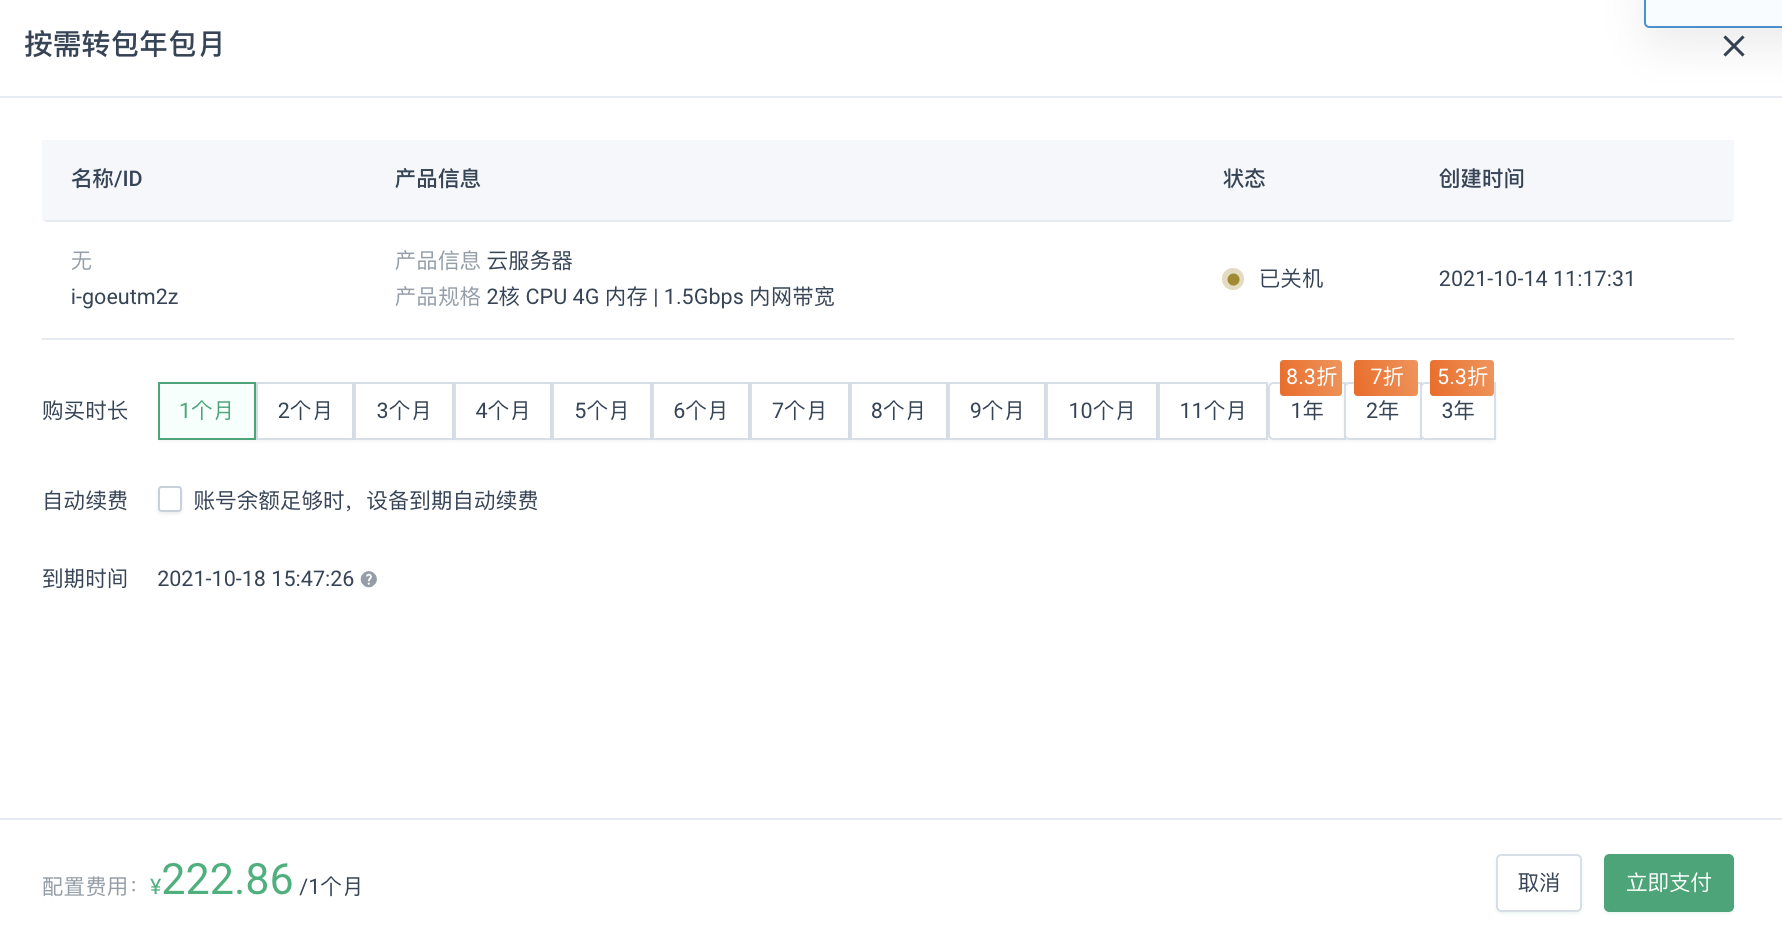 按需转包年包月
名称/ID 产品信息 状态 创建时间
无
i-goeutm2z
产品信息 云服务器
产品规格 2核 CPU 4G 内存 | 1.5Gbps 内网带宽
已关机
2021-10-14 11:17:31
8.3折 7折 5.3折
购买时长 1个月 2个月 3个月 4个月 5个月 6个月 7个月 8个月 9个月 10个月 11个月 1年 2年 3年
自动续费 账号余额足够时，设备到期自动续费
到期时间 2021-10-18 15:47:26 ?
配置费用：¥222.86 /1个月
取消 立即支付